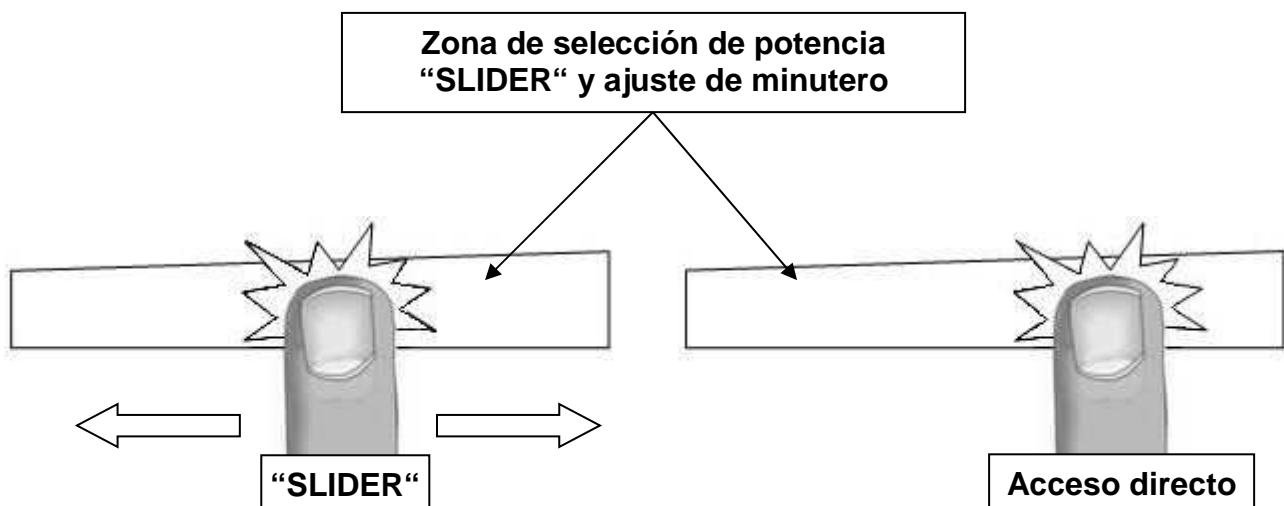 Zona de selección de potencia
“SLIDER“ y ajuste de minutero
“SLIDER“
Acceso directo